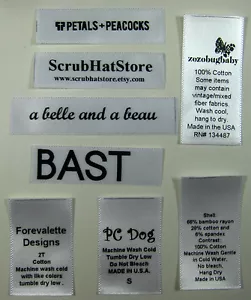 PETALS+PEACOCKS
ScrubHatStore
www.scrubhatstore.etsy.com
a belle and a beau
BAST
zozobugbaby
100% Cotton
Some items
may contain
vintage/mixed
fiber fabrics.
Wash cool,
hang to dry.
Made in the USA
RN# 134487
Forevalette
Designs
2T
Cotton
Machine wash cold
with like colors
tumble dry low .
PC Dog
Machine Wash Cold
Tumble Dry Low
Do Not Bleach
MADE IN U.S.A.
S
Shell:
66% bamboo rayon
28% cotton and
6% spandex
Contrast:
100% Cotton
Machine Wash Gentle
in Cold Water.
No Bleach,
Hang Dry
Made in USA